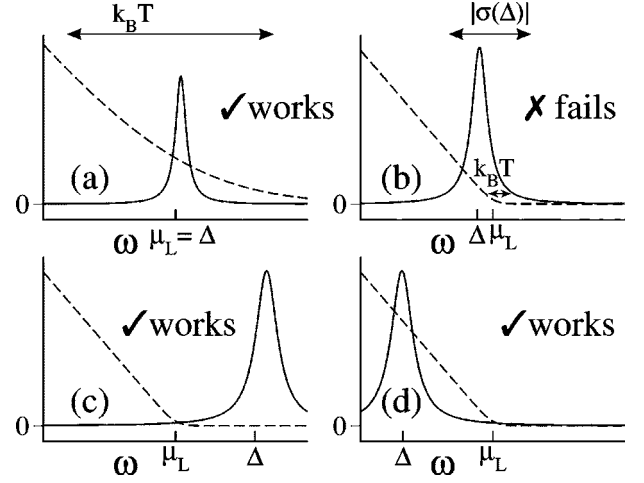 k_B T
|σ(Δ)|
✓works
✗ fails
k_B T
(a)
(b)
0
0
ω μ_L = Δ
ω Δ μ_L
✓works
✓works
(c)
(d)
0
0
ω μ_L Δ
Δ ω μ_L